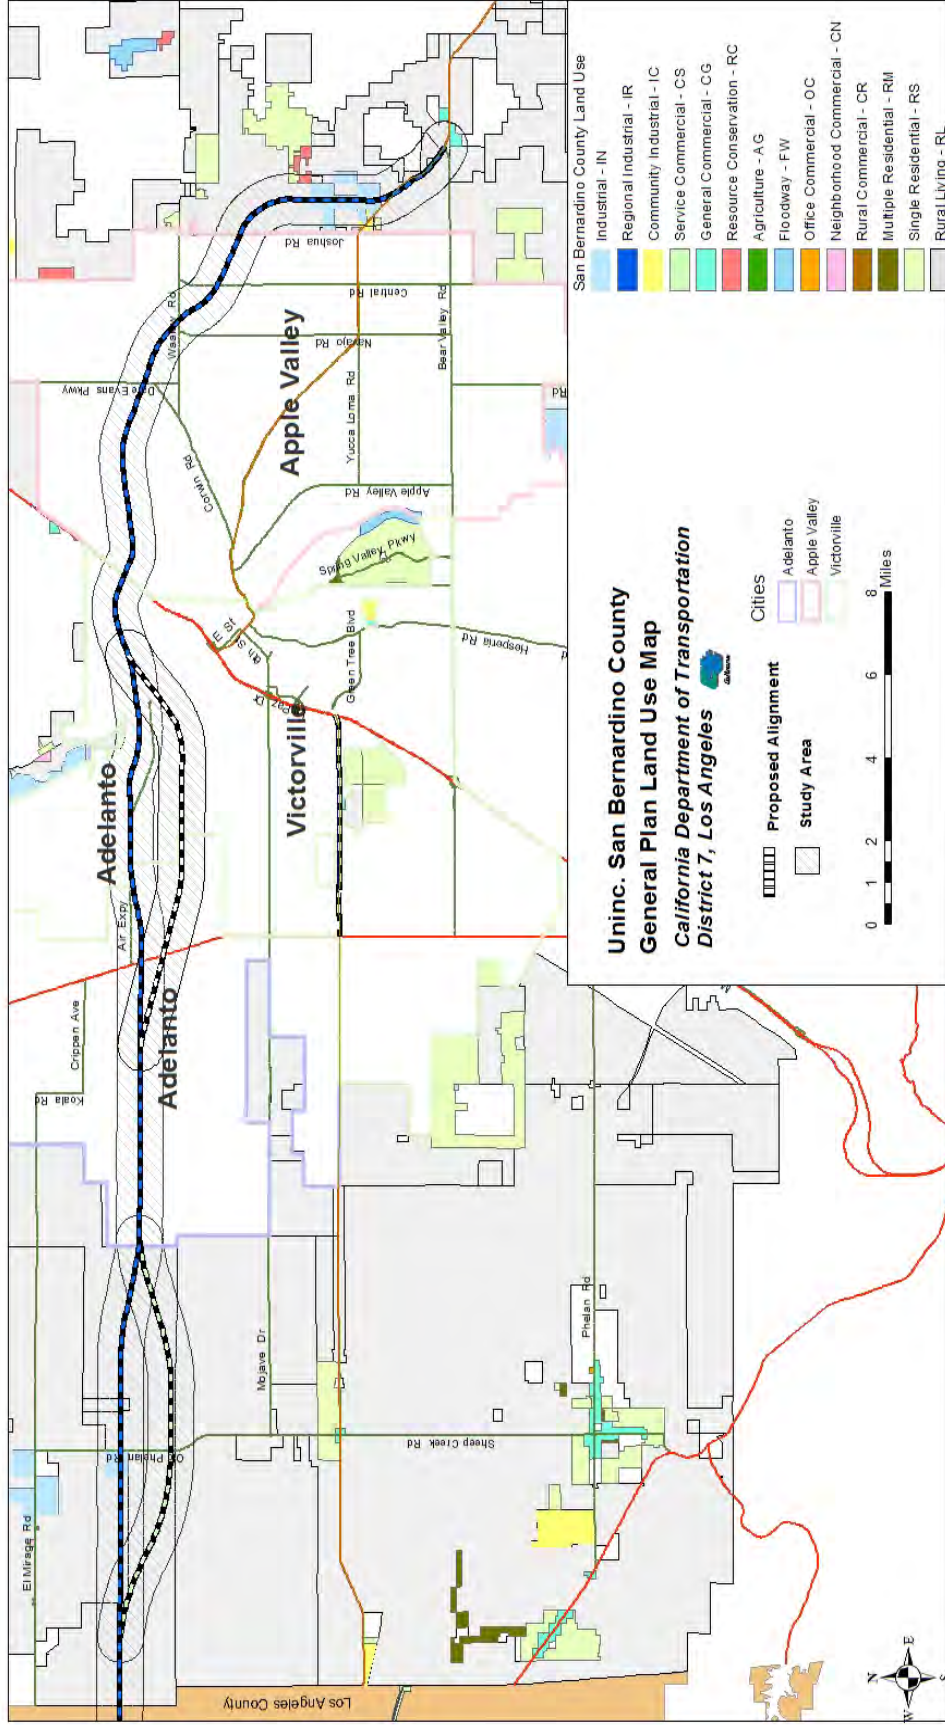 Uninc. San Bernardino County
General Plan Land Use Map
California Department of Transportation
District 7, Los Angeles
Proposed Alignment
Study Area
Cities
Adelanto
Apple Valley
Victorville
0
1
2
4
6
8
Miles
San Bernardino County Land Use
Industrial - IN
Regional Industrial - IR
Community Industrial - IC
Service Commercial - CS
General Commercial - CG
Resource Conservation - RC
Agriculture - AG
Floodway - FW
Office Commercial - OC
Neighborhood Commercial - CN
Rural Commercial - CR
Multiple Residential - RM
Single Residential - RS
Rural Living - RL
Los Angeles County
El Mirage Rd
Phelan Rd
Mojave Dr
Sheep Creek Rd
Phelan Rd
Koala Rd
Crippen Ave
Adelanto
Air Expy
Adelanto
Victorville
Apple Valley
E St
Green Tree Blvd
Hesperia Rd
Spring Valley Pkwy
Corwin Rd
Dale Evans Pkwy
Apple Valley Rd
Yucca Loma Rd
Navajo Rd
Central Rd
Bear Valley Rd
Joshua Rd
Rd
Rd
N
E
S
W